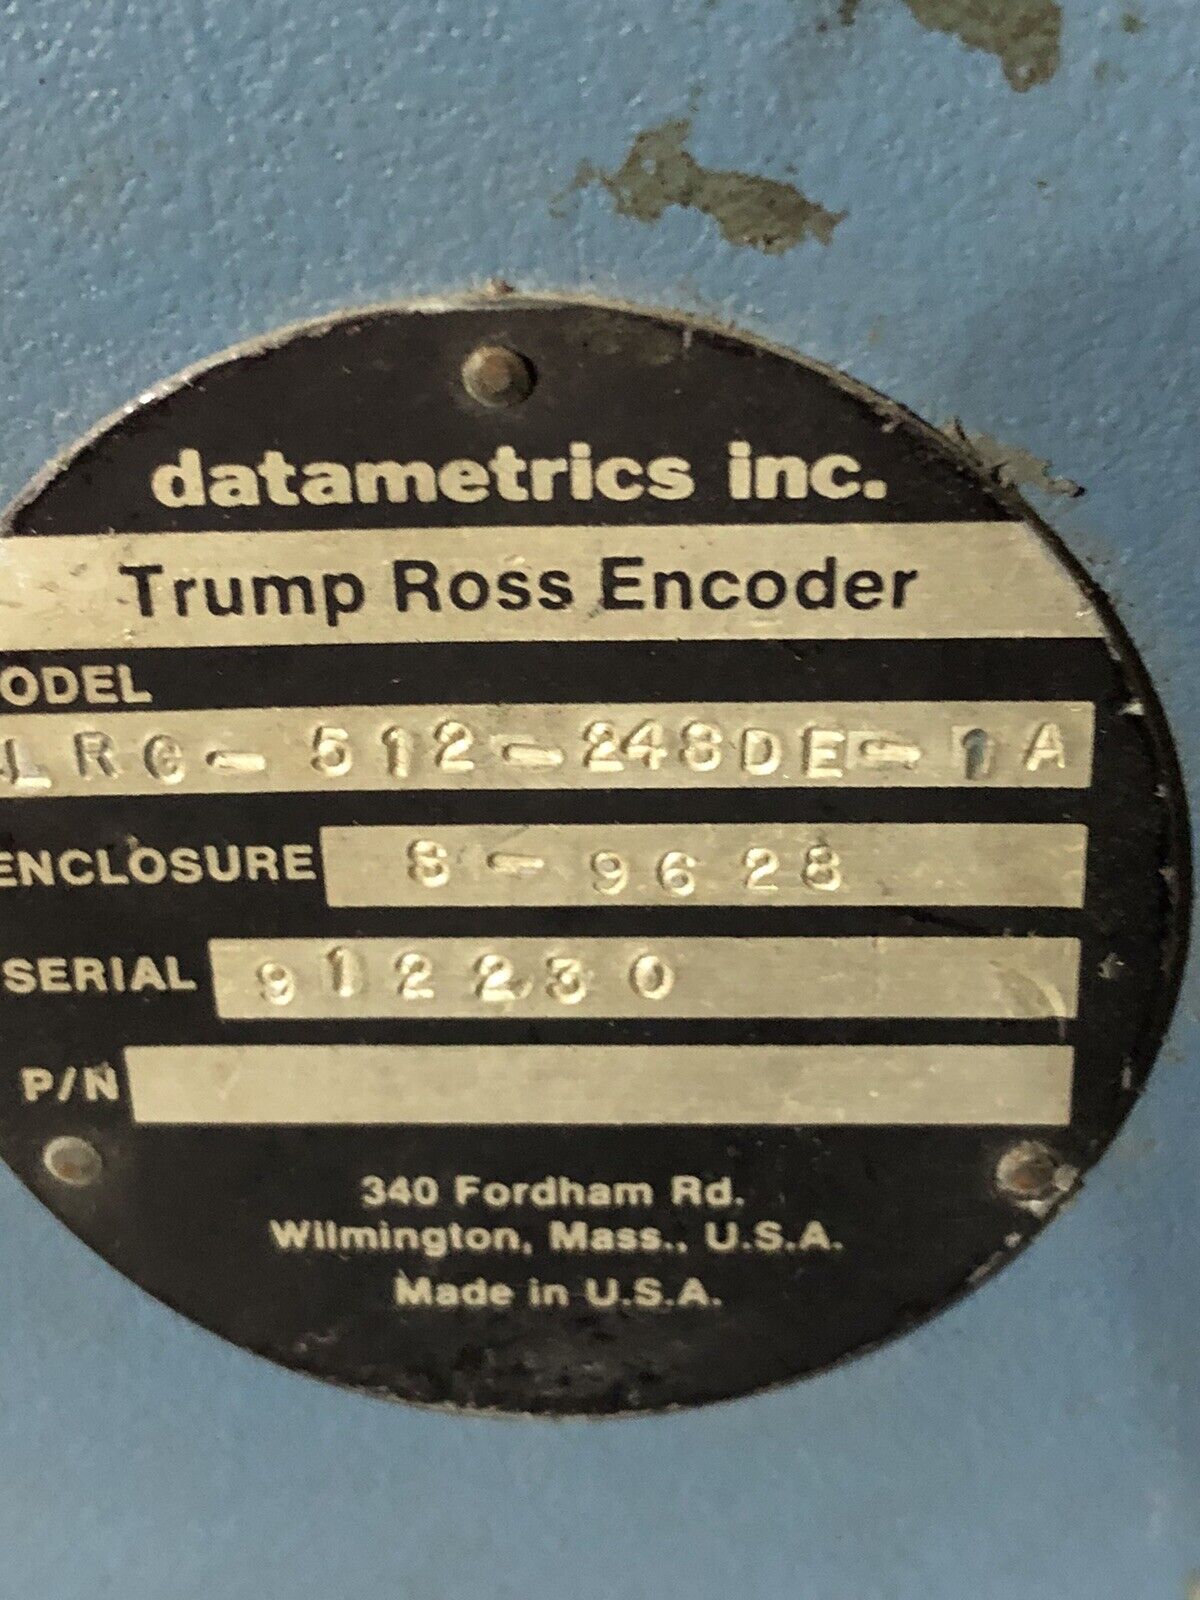 datametrics inc.
Trump Ross Encoder
ODEL
LRG-512-248DE-1A
ENCLOSURE 8-9628
SERIAL 912230
P/N
340 Fordham Rd.
Wilmington, Mass., U.S.A.
Made in U.S.A.